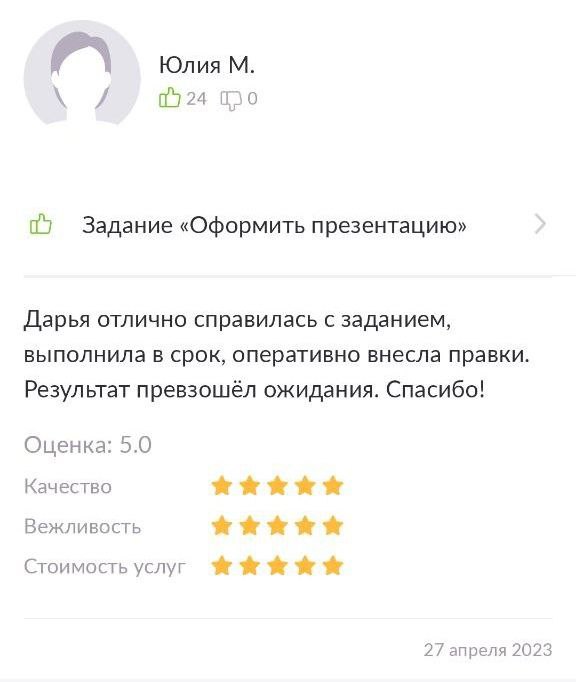 Юлия М.
24 0
Задание «Оформить презентацию»
Дарья отлично справилась с заданием,
выполнила в срок, оперативно внесла правки.
Результат превзошёл ожидания. Спасибо!
Оценка: 5.0
Качество
Вежливость
Стоимость услуг
27 апреля 2023